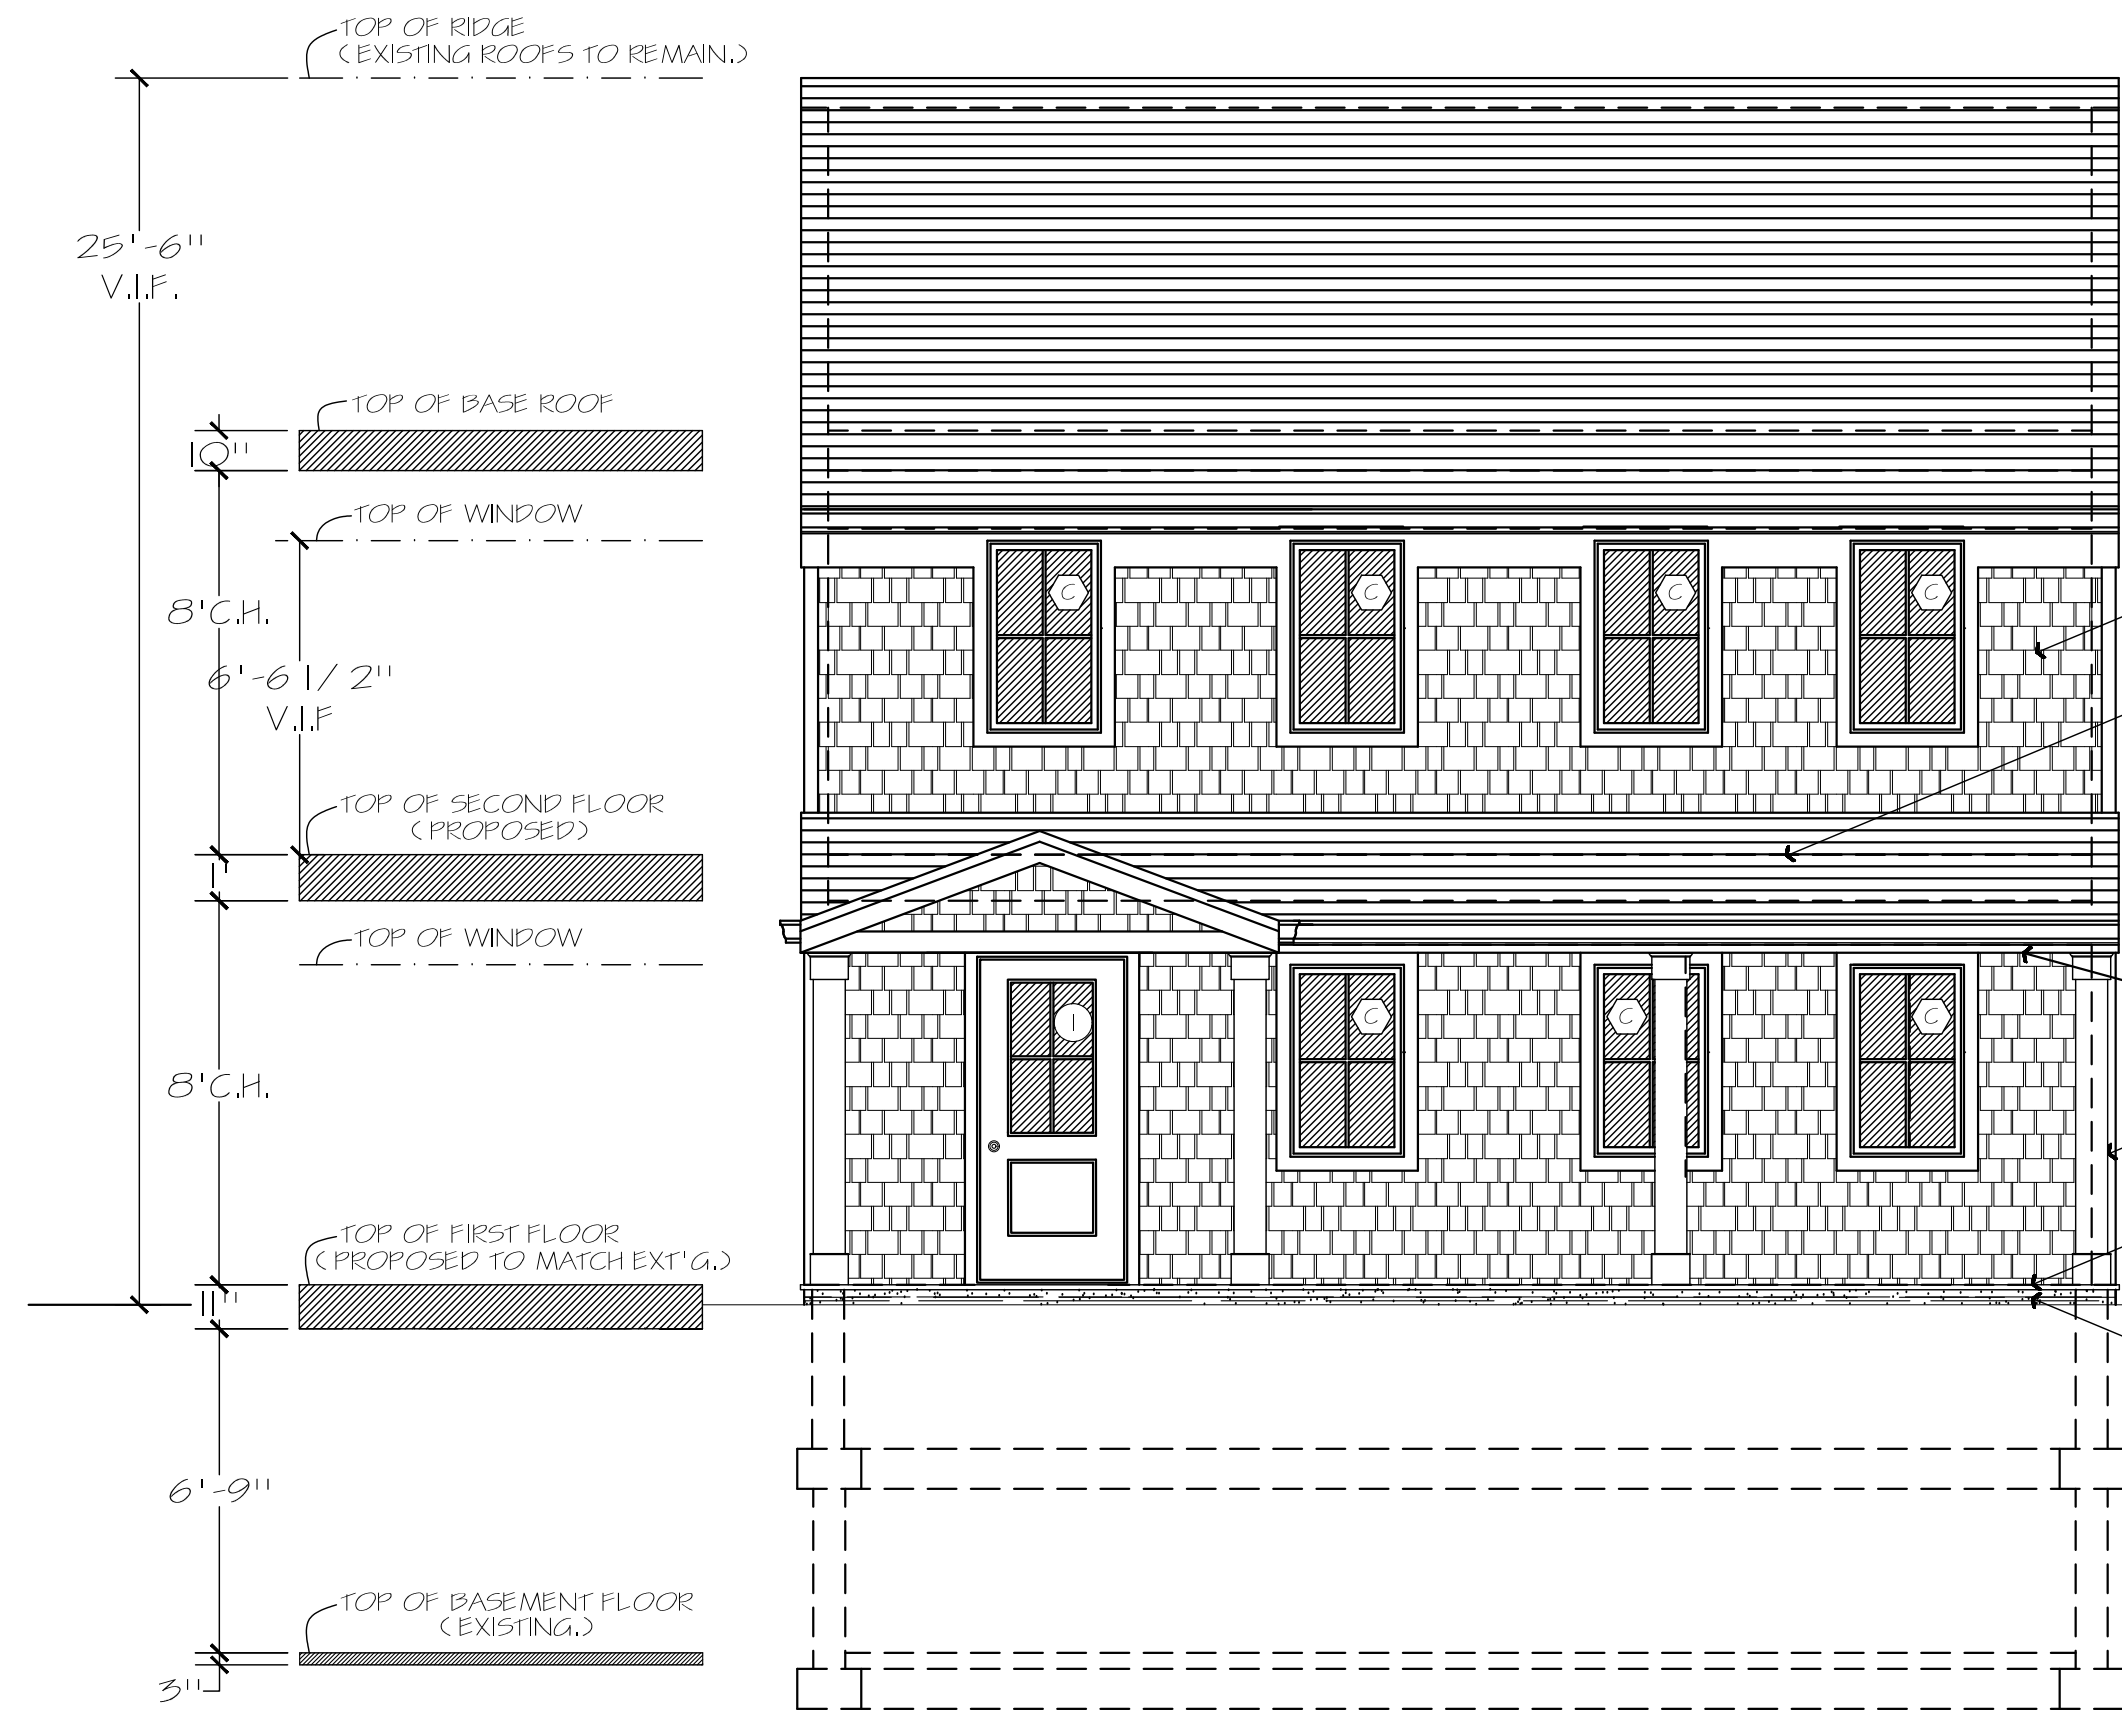 TOP OF RIDGE
(EXISTING ROOFS TO REMAIN.)
25'-6"
V.I.F.
TOP OF BASE ROOF
10"
TOP OF WINDOW
C
C
C
C
8'C.H.
6'-6 1/2"
V.I.F
TOP OF SECOND FLOOR
(PROPOSED)
1'
TOP OF WINDOW
1
C
C
C
8'C.H.
TOP OF FIRST FLOOR
(PROPOSED TO MATCH EXT'G.)
11"
6'-9"
TOP OF BASEMENT FLOOR
(EXISTING.)
3"